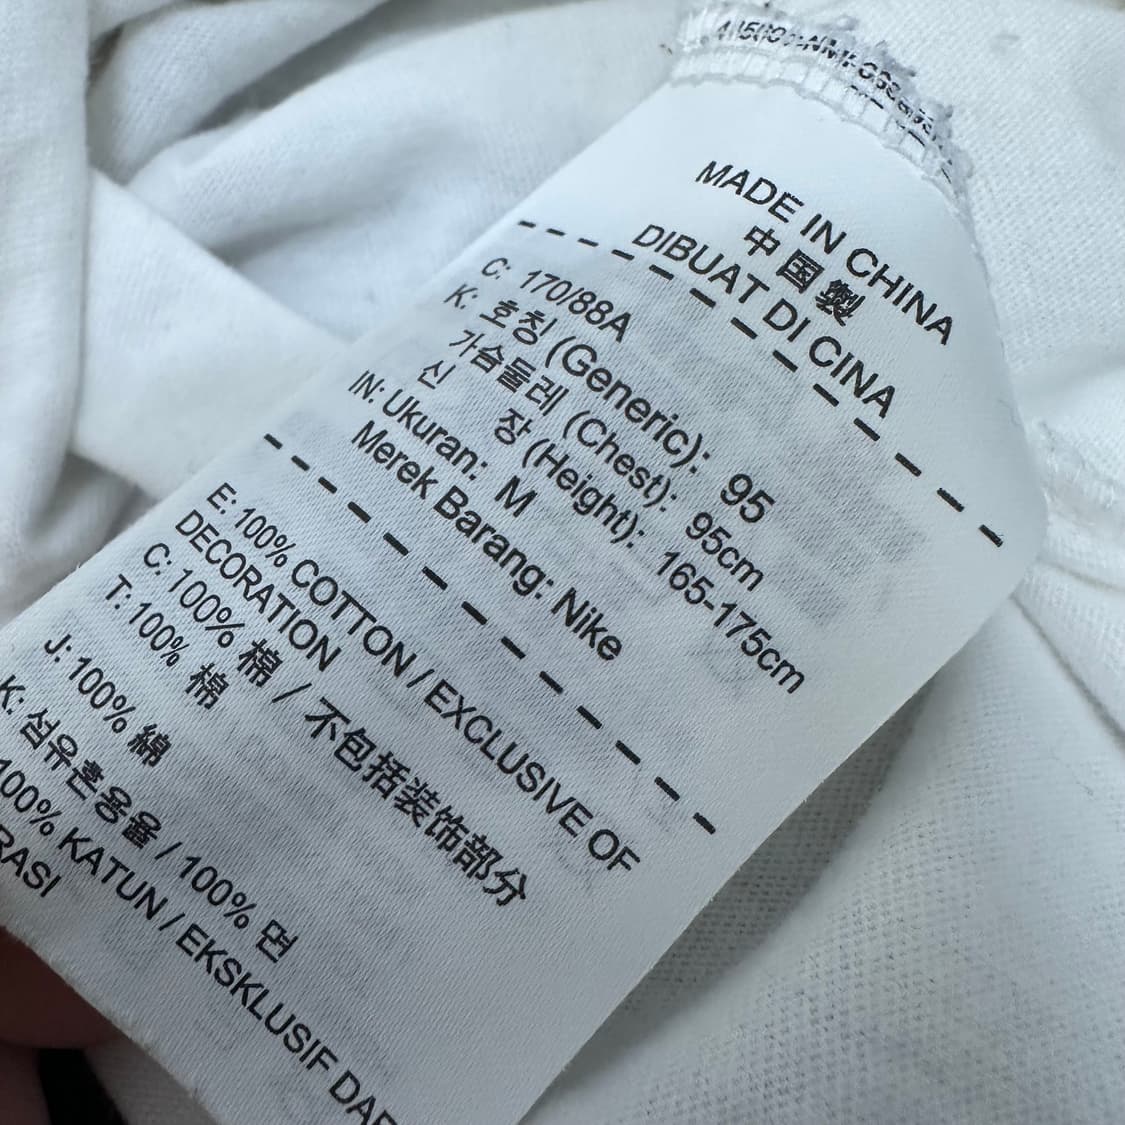 MADE IN CHINA
中国製
DIBUAT DI CINA
C: 170/88A
K: 호칭 (Generic): 95
가슴둘레 (Chest): 95cm
신 장 (Height): 165-175cm
IN: Ukuran: M
Merek Barang: Nike
E: 100% COTTON / EXCLUSIVE OF
DECORATION
C: 100% 棉 / 不包括装饰部分
T: 100% 棉
J: 100% 綿
K: 섬유혼용율 / 100% 면
100% KATUN / EKSKLUSIF DAR
RASI